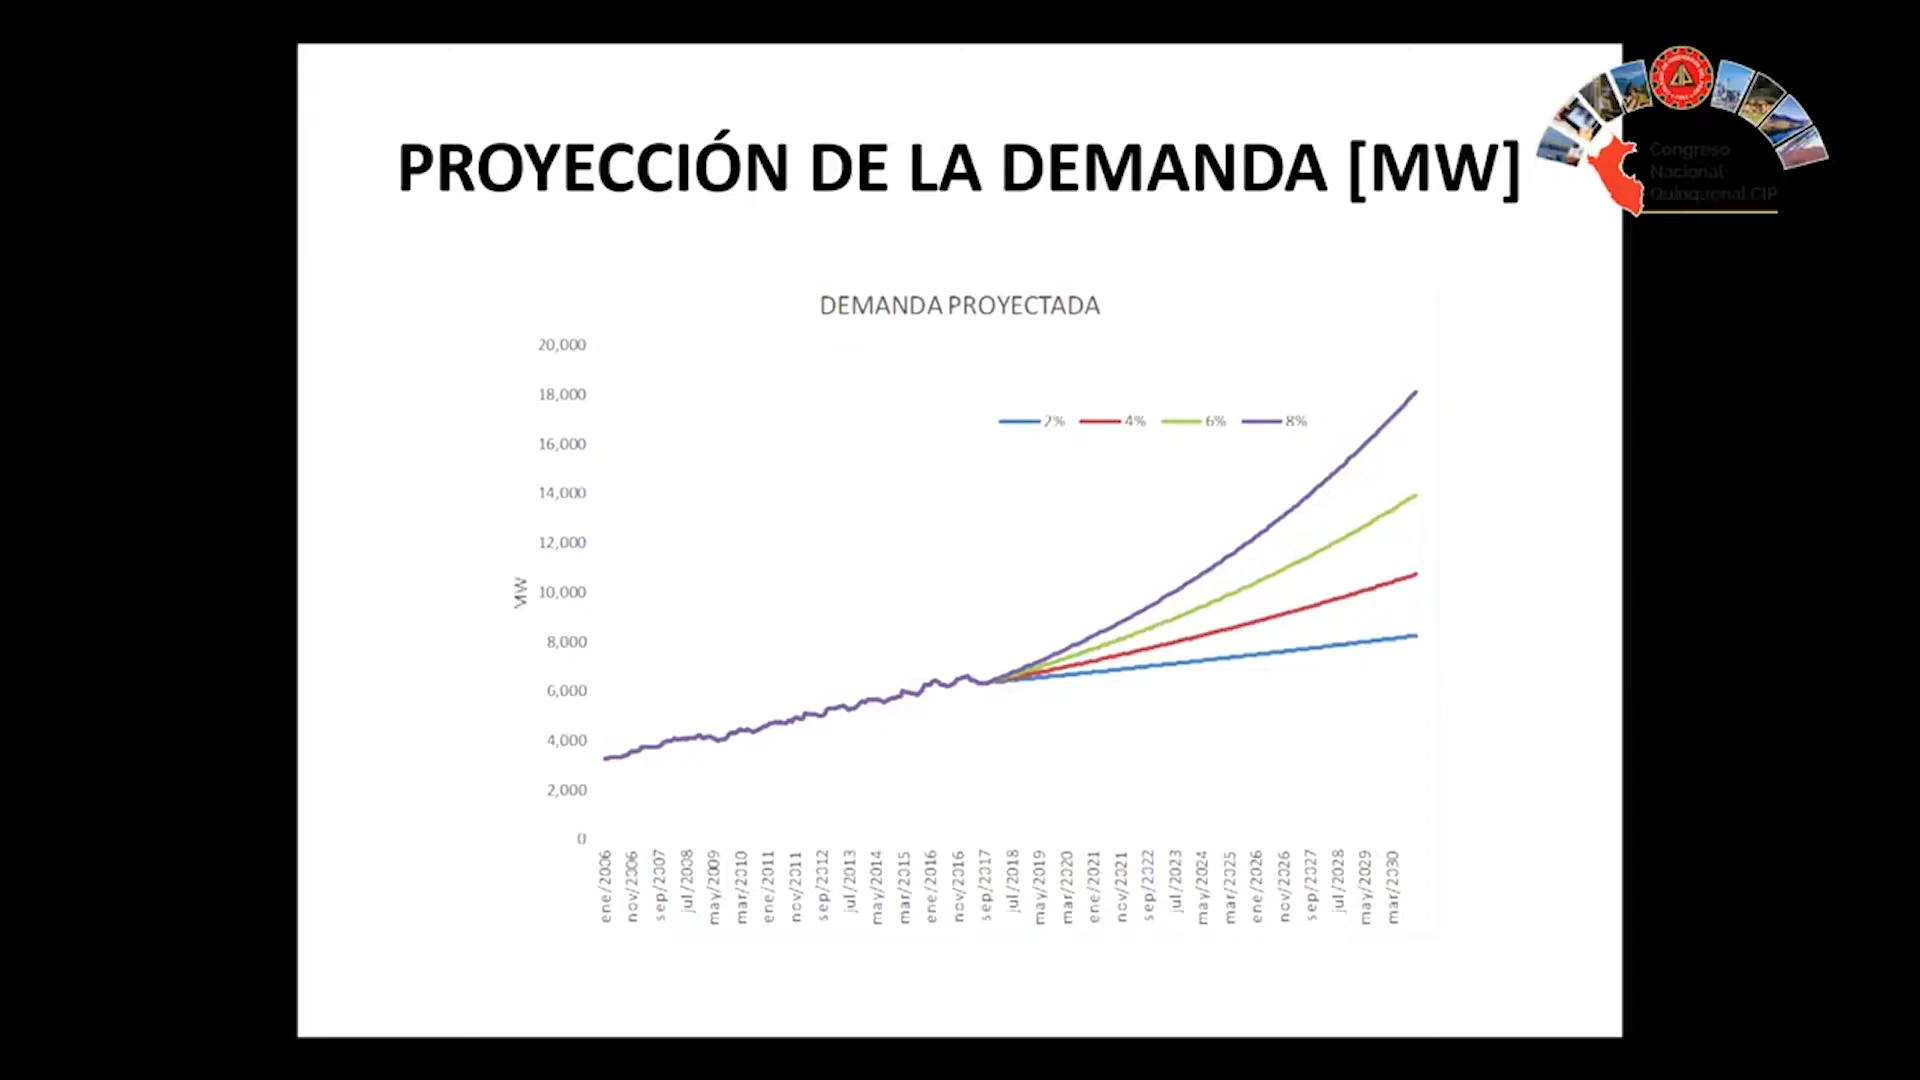 PROYECCIÓN DE LA DEMANDA [MW]
Congreso
Nacional
Quinquenal CIP
DEMANDA PROYECTADA
20,000
18,000
16,000
14,000
12,000
10,000
8,000
6,000
4,000
2,000
0
MW
2% 4% 6% 8%
ene/2006
nov/2006
sep/2007
jul/2008
may/2009
mar/2010
ene/2011
nov/2011
sep/2012
jul/2013
may/2014
mar/2015
ene/2016
nov/2016
sep/2017
jul/2018
may/2019
mar/2020
ene/2021
nov/2021
sep/2022
jul/2023
may/2024
mar/2025
ene/2026
nov/2026
sep/2027
jul/2028
may/2029
mar/2030